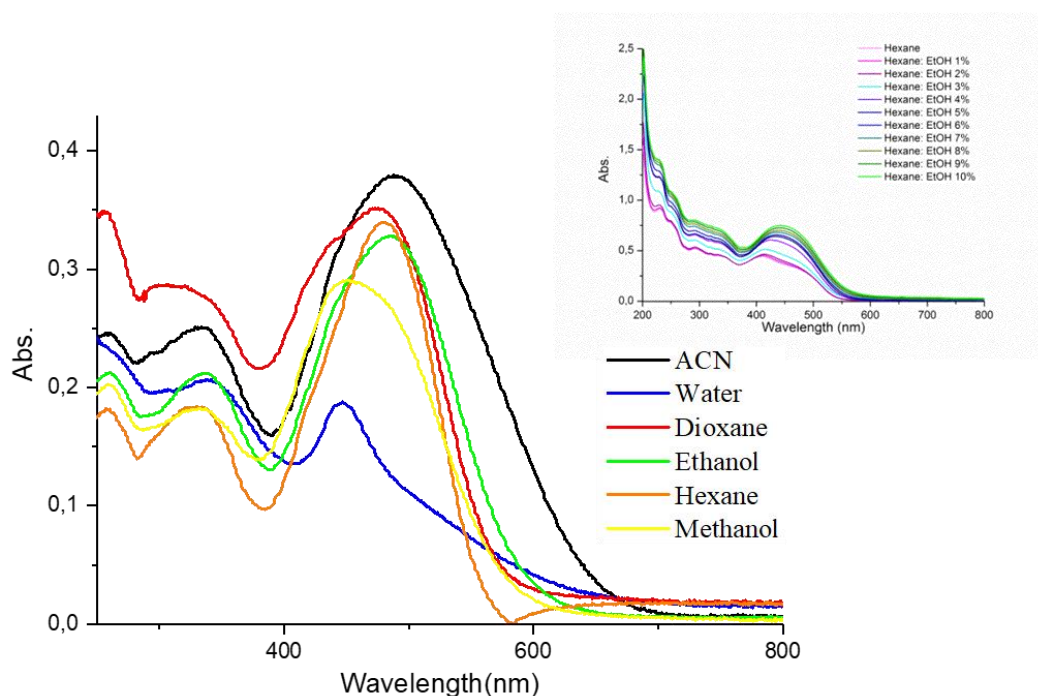 0,4
0,3
0,2
0,1
0,0
Abs.
400
600
800
Wavelength(nm)
ACN
Water
Dioxane
Ethanol
Hexane
Methanol
2,5
2,0
1,5
1,0
0,5
0,0
Abs.
200
300
400
500
600
700
800
Wavelength (nm)
Hexane
Hexane: EtOH 1%
Hexane: EtOH 2%
Hexane: EtOH 3%
Hexane: EtOH 4%
Hexane: EtOH 5%
Hexane: EtOH 6%
Hexane: EtOH 7%
Hexane: EtOH 8%
Hexane: EtOH 9%
Hexane: EtOH 10%